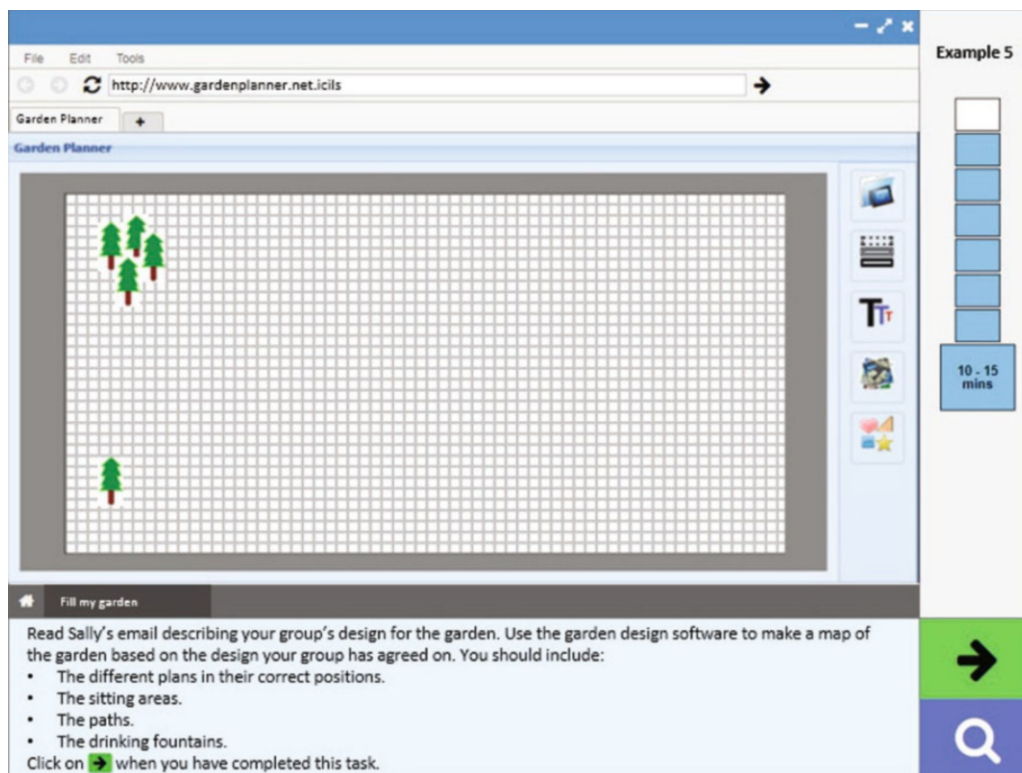 Example 5
File Edit Tools
http://www.gardenplanner.net.icils
Garden Planner +
Garden Planner
TTT
10 - 15
mins
Fill my garden
Read Sally's email describing your group's design for the garden. Use the garden design software to make a map of
the garden based on the design your group has agreed on. You should include:
• The different plans in their correct positions.
• The sitting areas.
• The paths.
• The drinking fountains.
Click on → when you have completed this task.